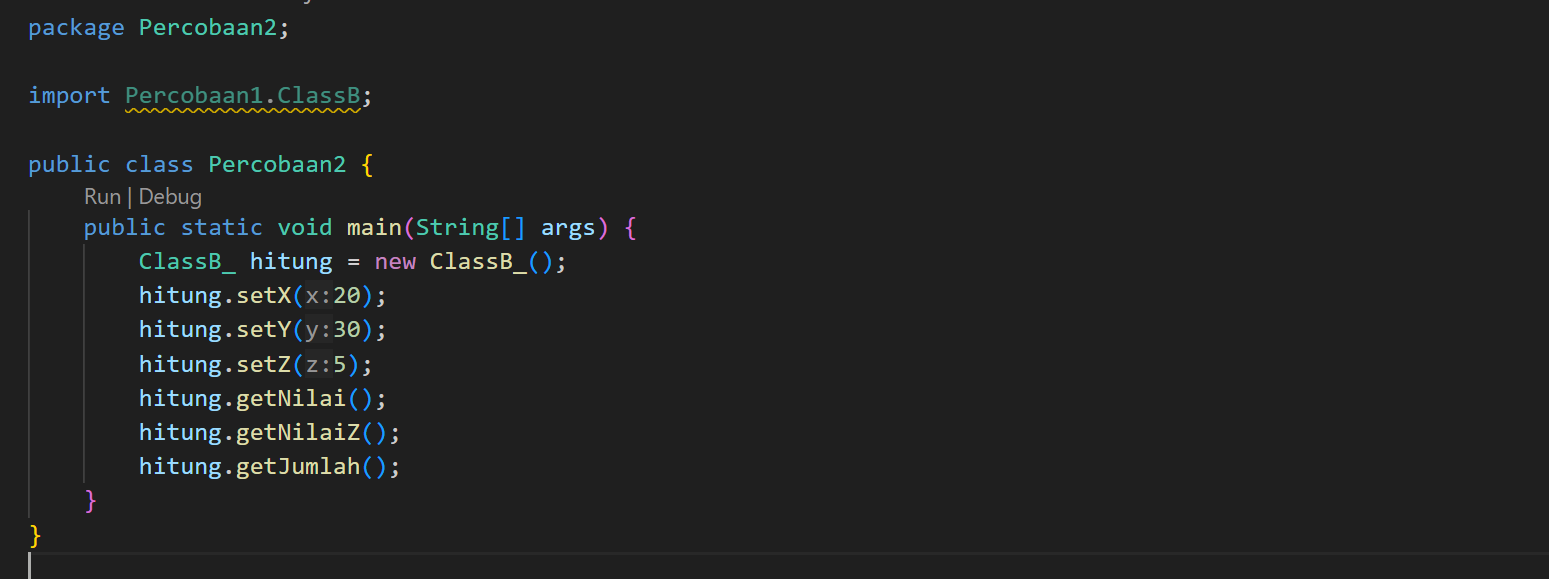 package Percobaan2;
import Percobaan1.ClassB;
public class Percobaan2 {
Run | Debug
public static void main(String[] args) {
ClassB_ hitung = new ClassB_();
hitung.setX(x:20);
hitung.setY(y:30);
hitung.setZ(z:5);
hitung.getNilai();
hitung.getNilaiZ();
hitung.getJumlah();
}
}